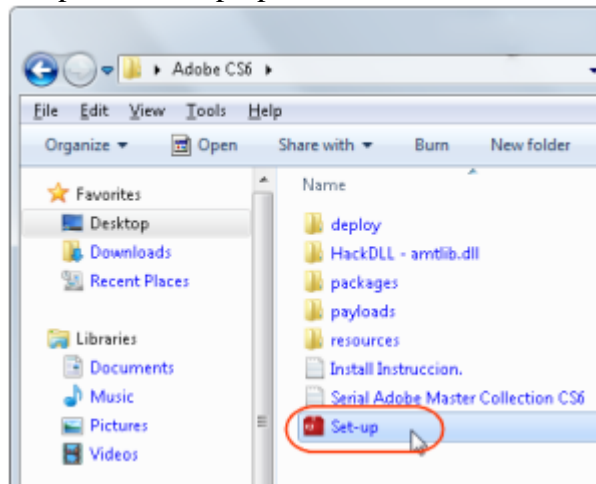 Adobe CS6
File Edit View Tools Help
Organize Open Share with Burn New folder
Favorites
Desktop
Downloads
Recent Places
Libraries
Documents
Music
Pictures
Videos
Name
deploy
HackDLL - amtlib.dll
packages
payloads
resources
Install Instruccion.
Serial Adobe Master Collection CS6
Set-up